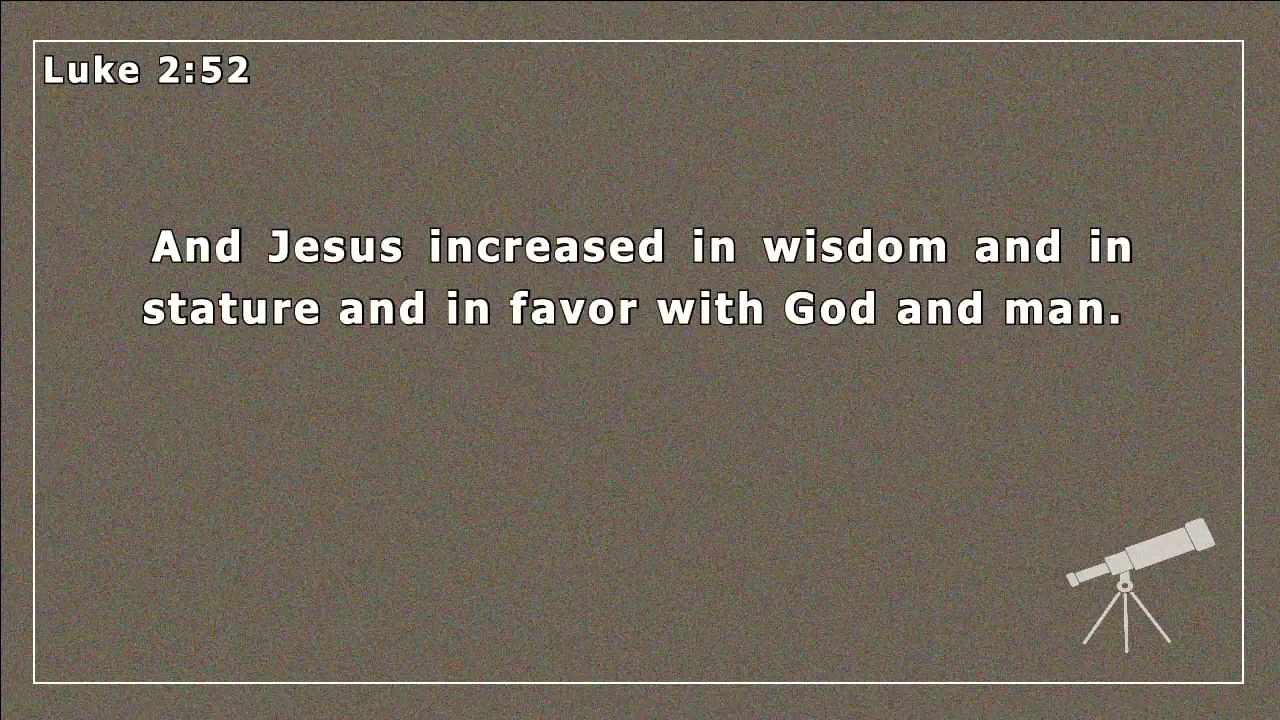 Luke 2:52
And Jesus increased in wisdom and in
stature and in favor with God and man.